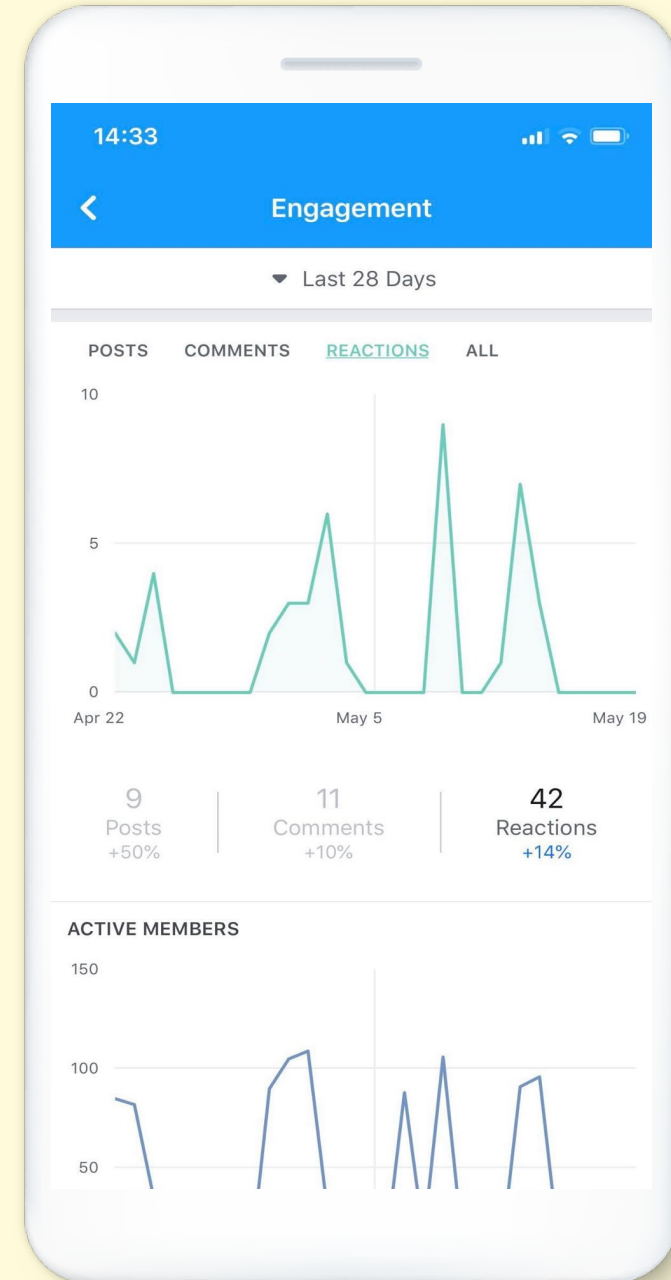 14:33
Engagement
Last 28 Days
POSTS COMMENTS REACTIONS ALL
10
5
0
Apr 22 May 5 May 19
9 11 42
Posts Comments Reactions
+50% +10% +14%
ACTIVE MEMBERS
150
100
50